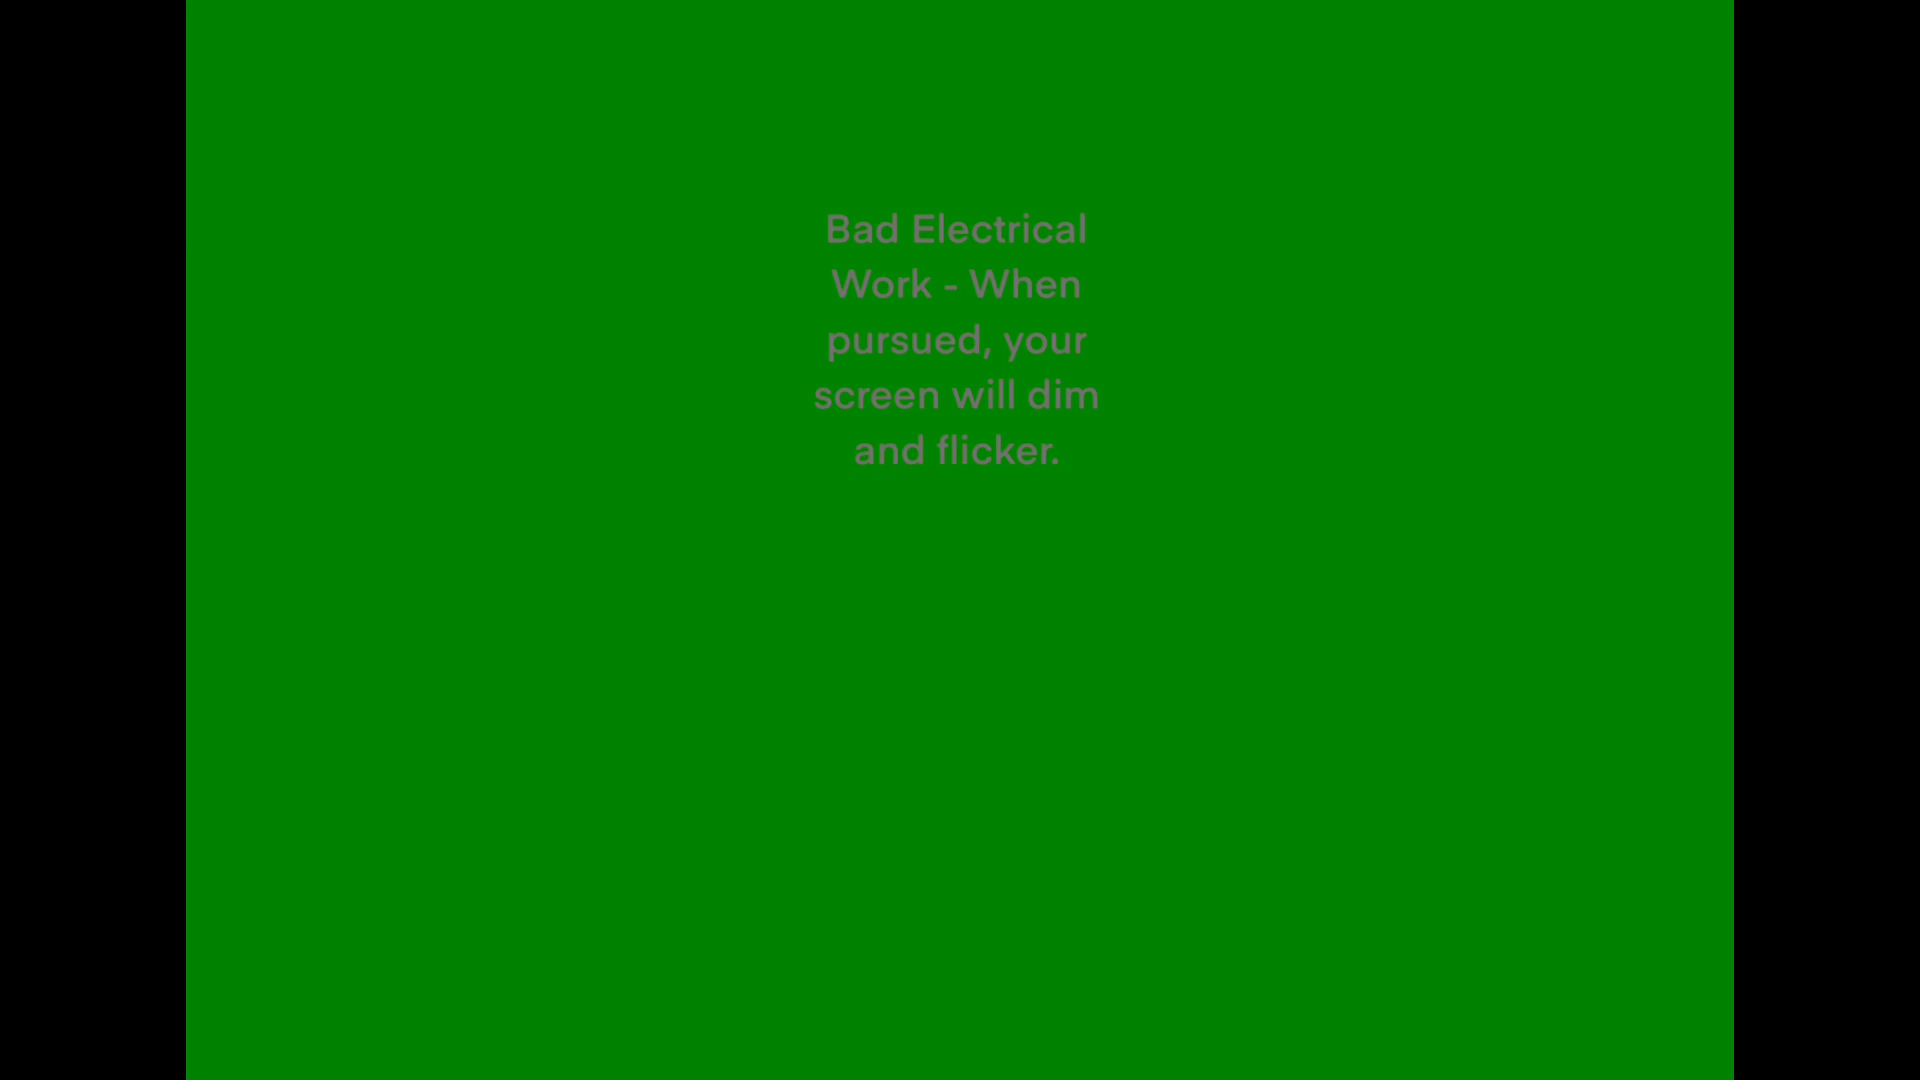 Bad Electrical
Work - When
pursued, your
screen will dim
and flicker.